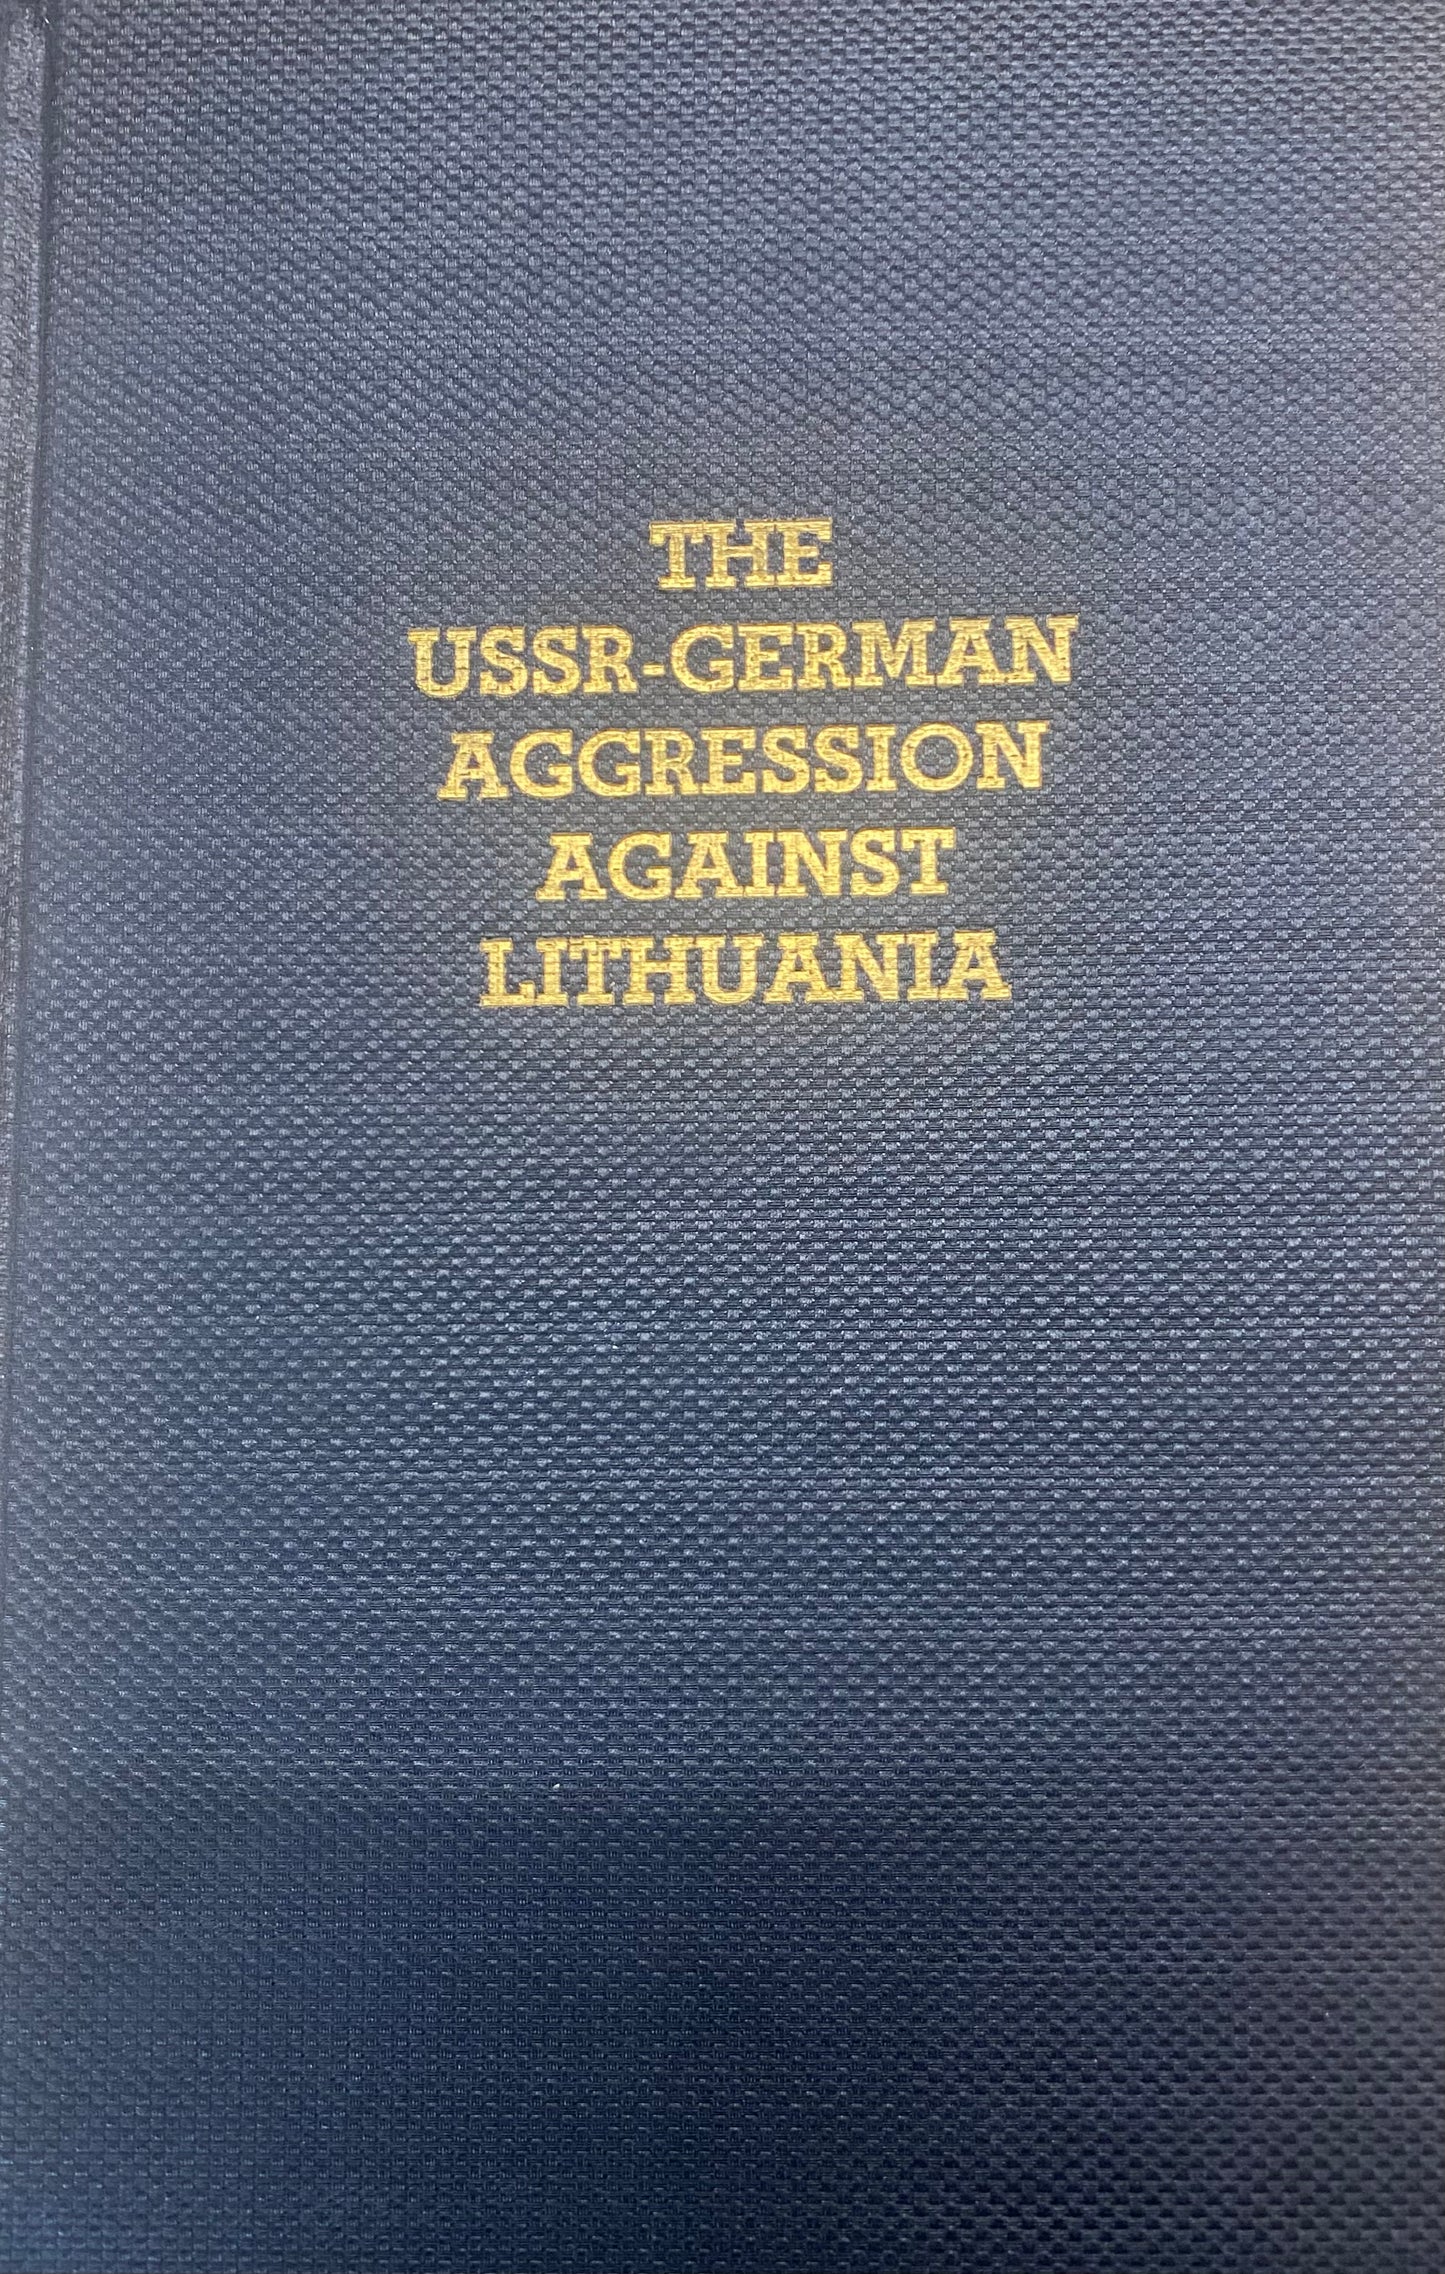 THE
USSR-GERMAN
AGGRESSION
AGAINST
LITHUANIA